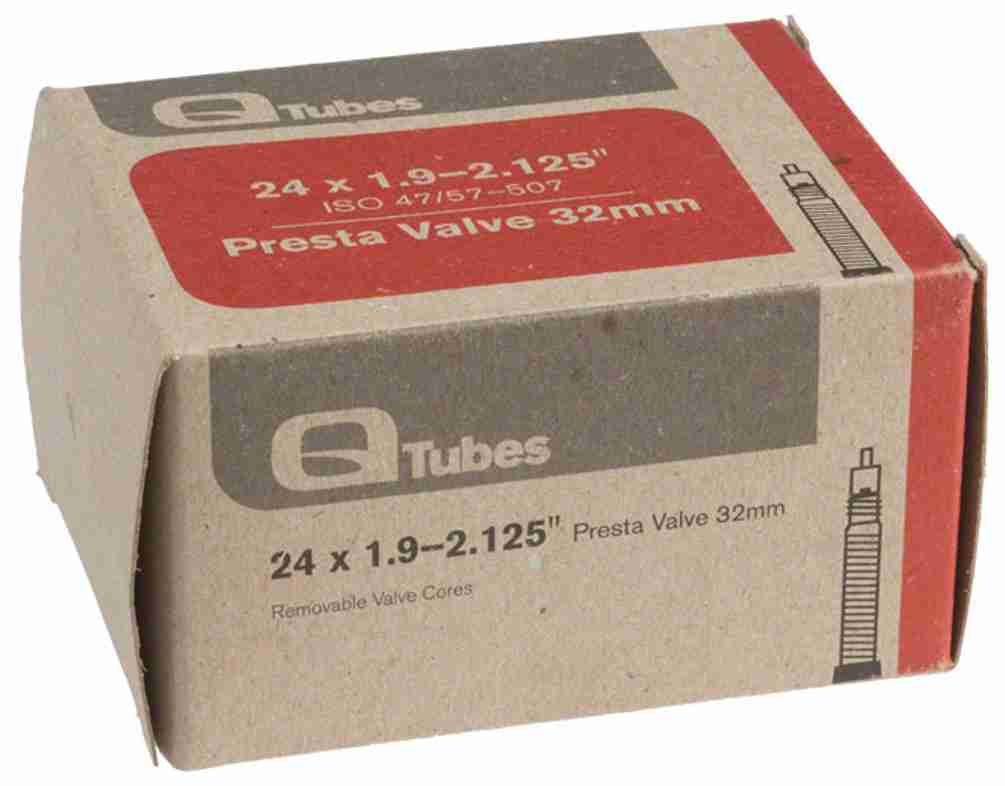 Q Tubes
24 x 1.9–2.125"
ISO 47/57–507
Presta Valve 32mm
Q Tubes
24 x 1.9–2.125" Presta Valve 32mm
Removable Valve Cores